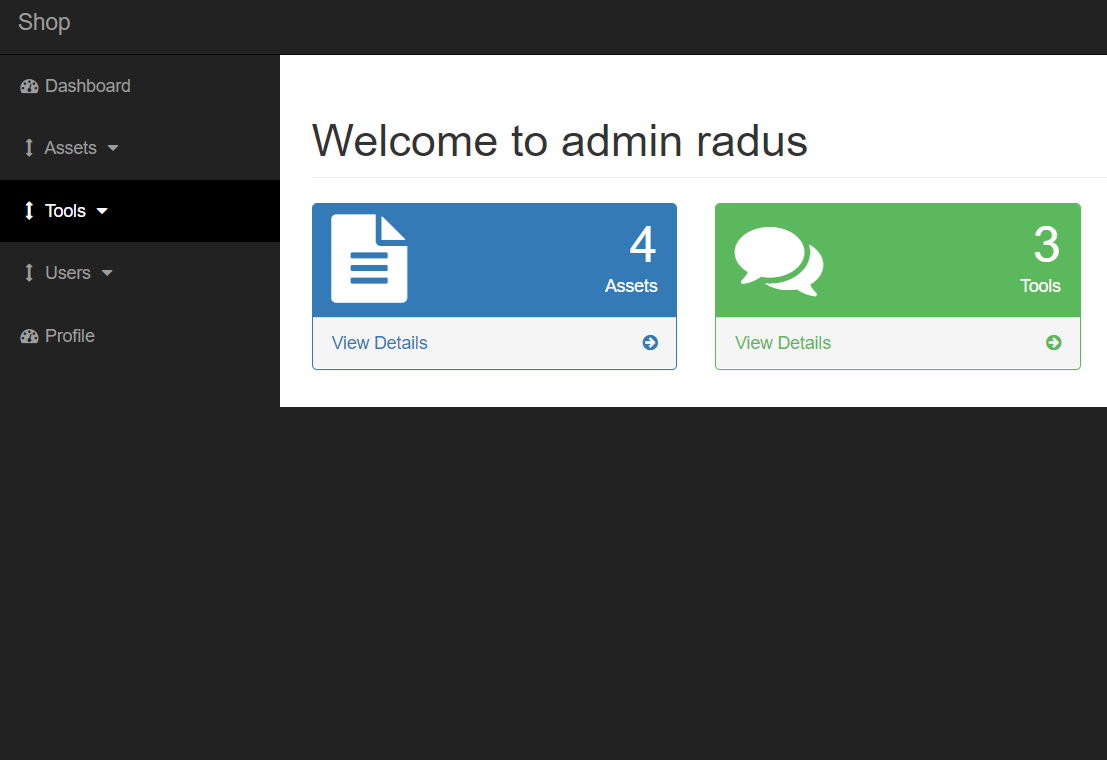 Shop
Dashboard
Assets
Tools
Users
Profile
Welcome to admin radus
4
Assets
View Details
3
Tools
View Details